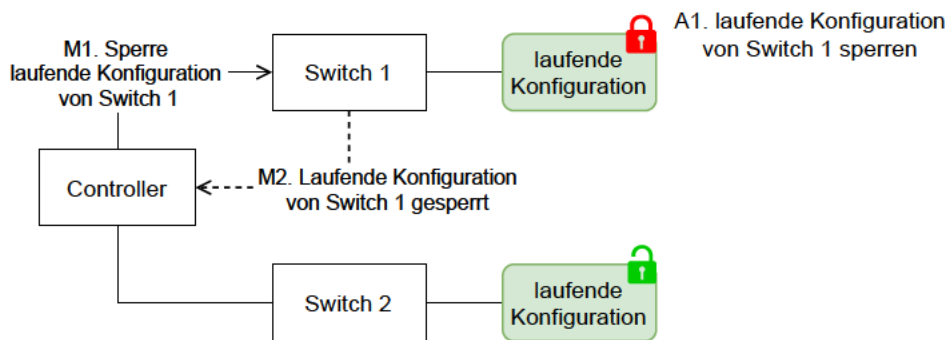 M1. Sperre
laufende Konfiguration
von Switch 1
Switch 1
laufende
Konfiguration
A1. laufende Konfiguration
von Switch 1 sperren
Controller
M2. Laufende Konfiguration
von Switch 1 gesperrt
Switch 2
laufende
Konfiguration